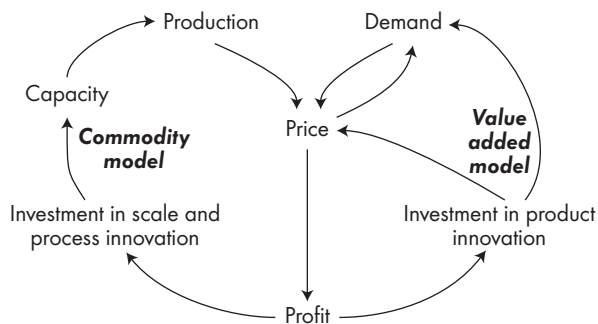 Production
Demand
Capacity
Price
Commodity
model
Value
added
model
Investment in scale and
process innovation
Investment in product
innovation
Profit